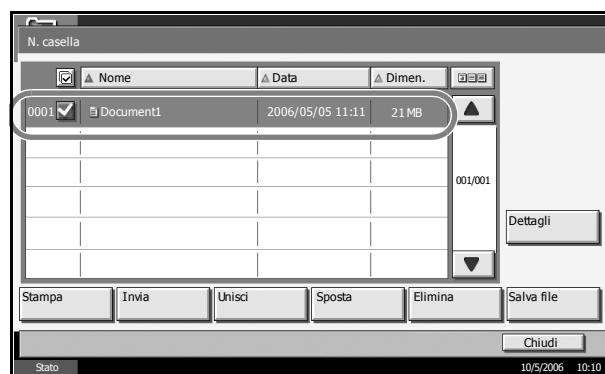 N. casella
Nome Data Dimen.
0001 Document1 2006/05/05 11:11 21 MB
001/001
Dettagli
Stampa Invia Unisci Sposta Elimina Salva file
Chiudi
Stato 10/5/2006 10:10